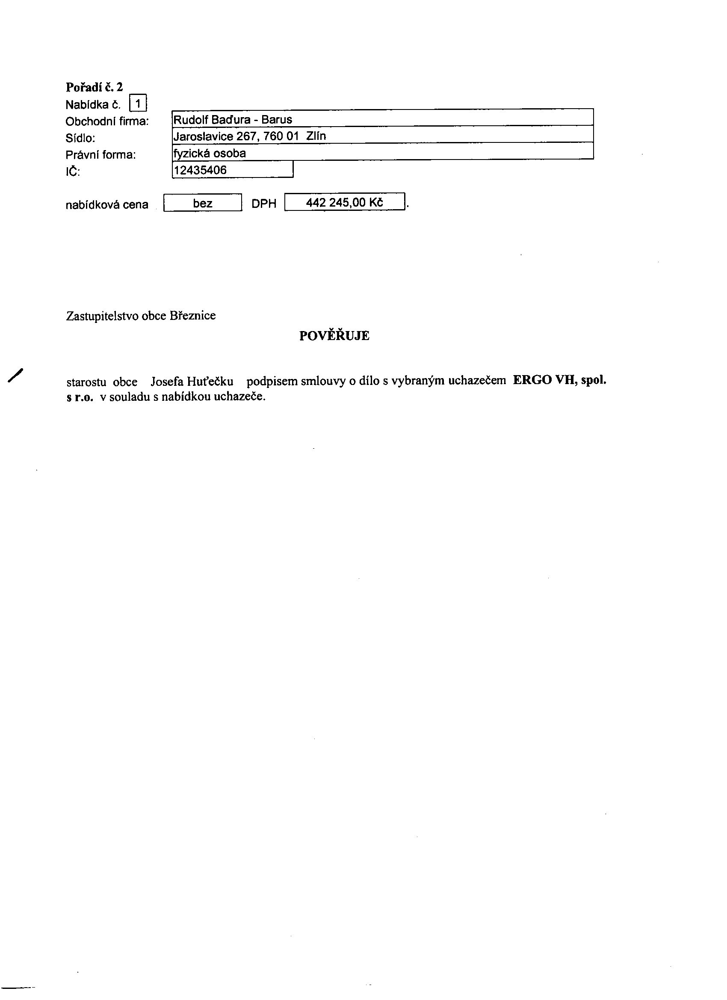 Pořadí č. 2
Nabídka č. 1
Obchodní firma: Rudolf Baďura - Barus
Sídlo: Jaroslavice 267, 760 01 Zlín
Právní forma: fyzická osoba
IČ: 12435406
nabídková cena bez DPH 442 245,00 Kč .
Zastupitelstvo obce Březnice
POVĚŘUJE
starostu obce Josefa Huťečku podpisem smlouvy o dílo s vybraným uchazečem ERGO VH, spol.
s r.o. v souladu s nabídkou uchazeče.